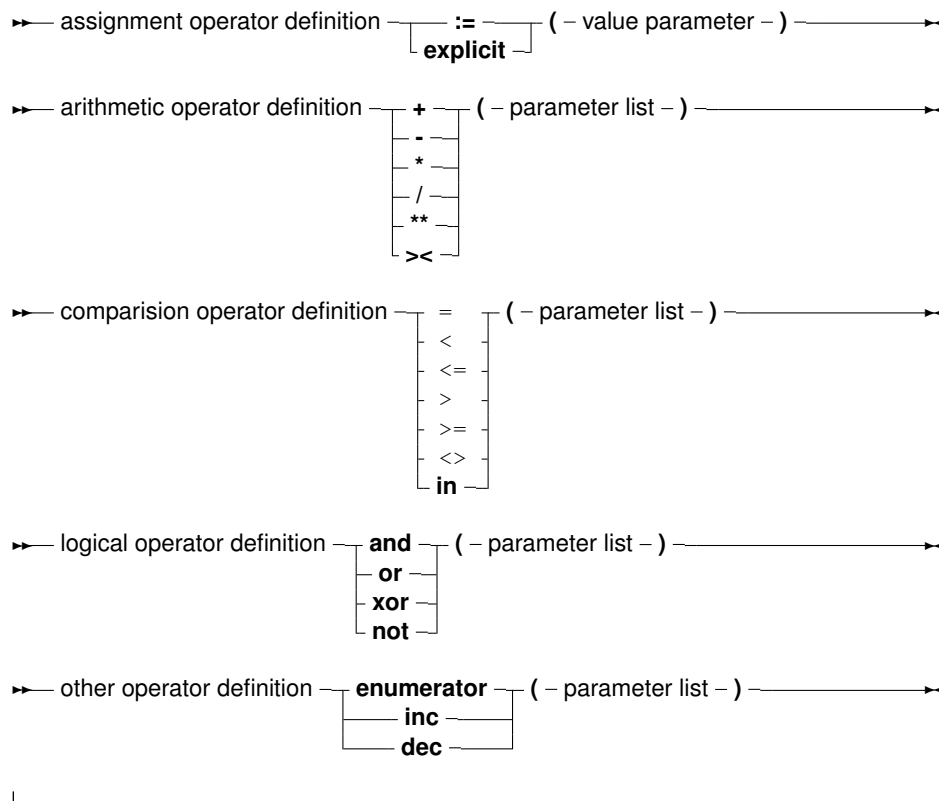 assignment operator definition := ( value parameter )
explicit
arithmetic operator definition + ( parameter list )
-
*
/
**
><
comparision operator definition = ( parameter list )
<
<=
>
>=
<>
in
logical operator definition and ( parameter list )
or
xor
not
other operator definition enumerator ( parameter list )
inc
dec